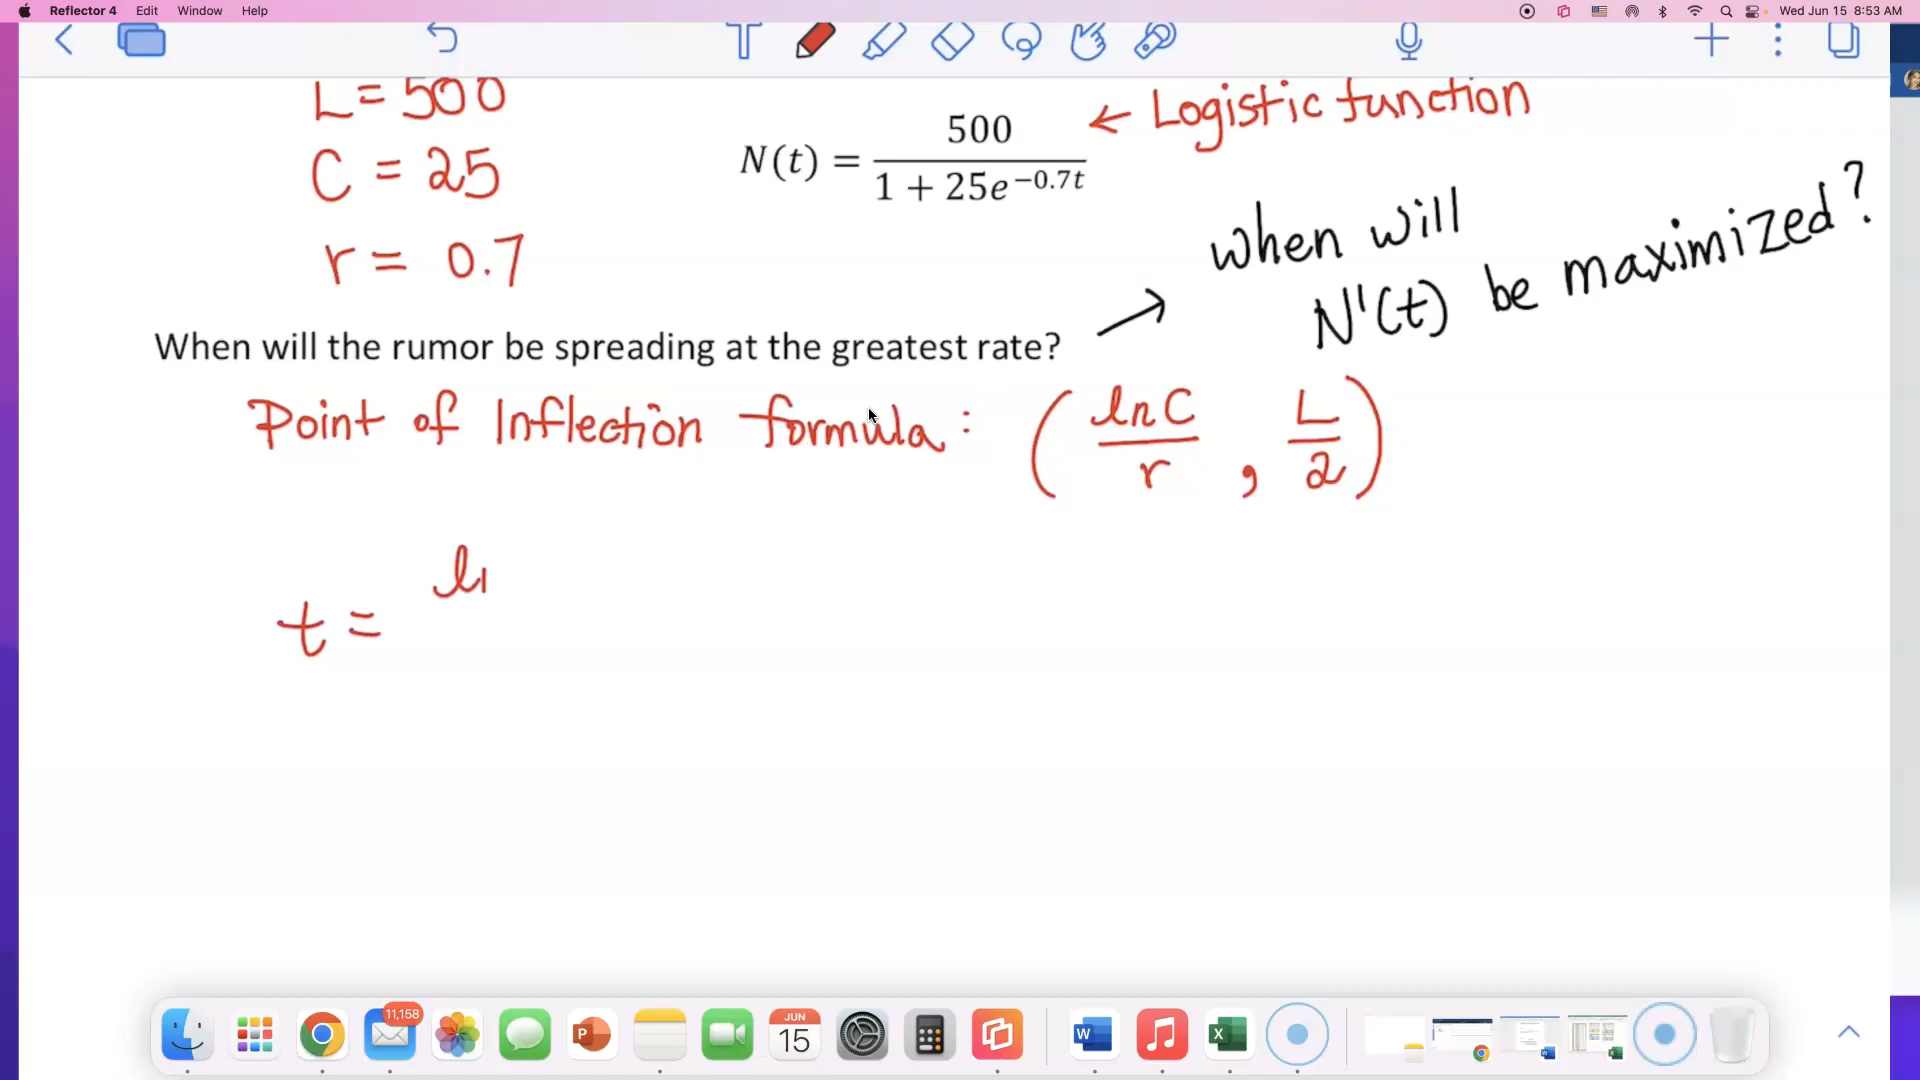 Reflector 4 Edit Window Help
Wed Jun 15 8:53 AM
L = 500
C = 25
r = 0.7
N(t) = 500 / (1 + 25e^{-0.7t})
← Logistic function
When will the rumor be spreading at the greatest rate?
→ when will
N'(t) be maximized?
Point of Inflection formula: ( ln C / r , L / 2 )
t =
11,158
JUN
15